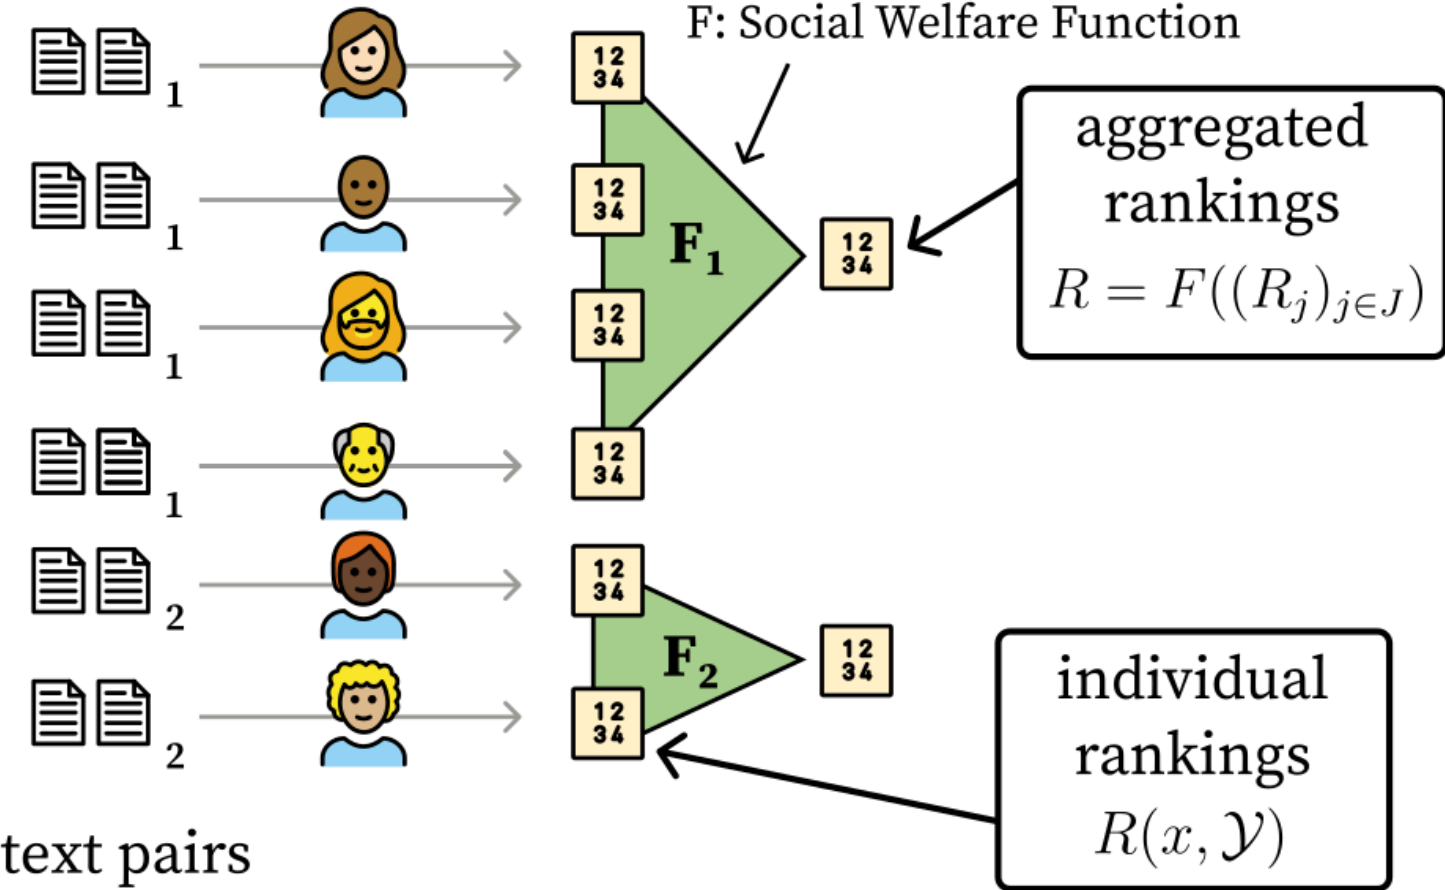 F: Social Welfare Function
1
1
1
1
2
2
12
34
12
34
12
34
12
34
12
34
12
34
F₁
F₂
12
34
12
34
aggregated
rankings
R = F((R_j)_{j∈J})
individual
rankings
R(x, 𝒴)
text pairs